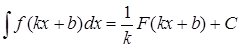 ∫f(kx+b)dx = 1/k F(kx+b)+C